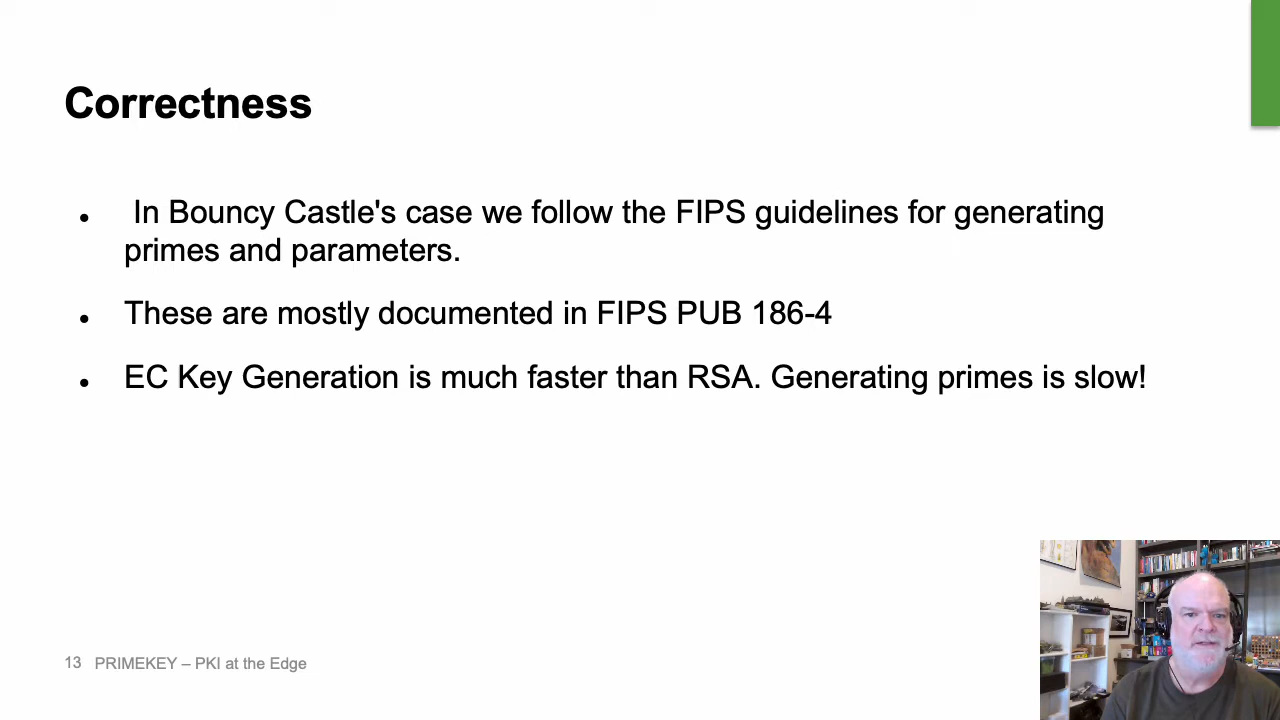 Correctness
● In Bouncy Castle's case we follow the FIPS guidelines for generating
primes and parameters.
● These are mostly documented in FIPS PUB 186-4
● EC Key Generation is much faster than RSA. Generating primes is slow!
13 PRIMEKEY – PKI at the Edge